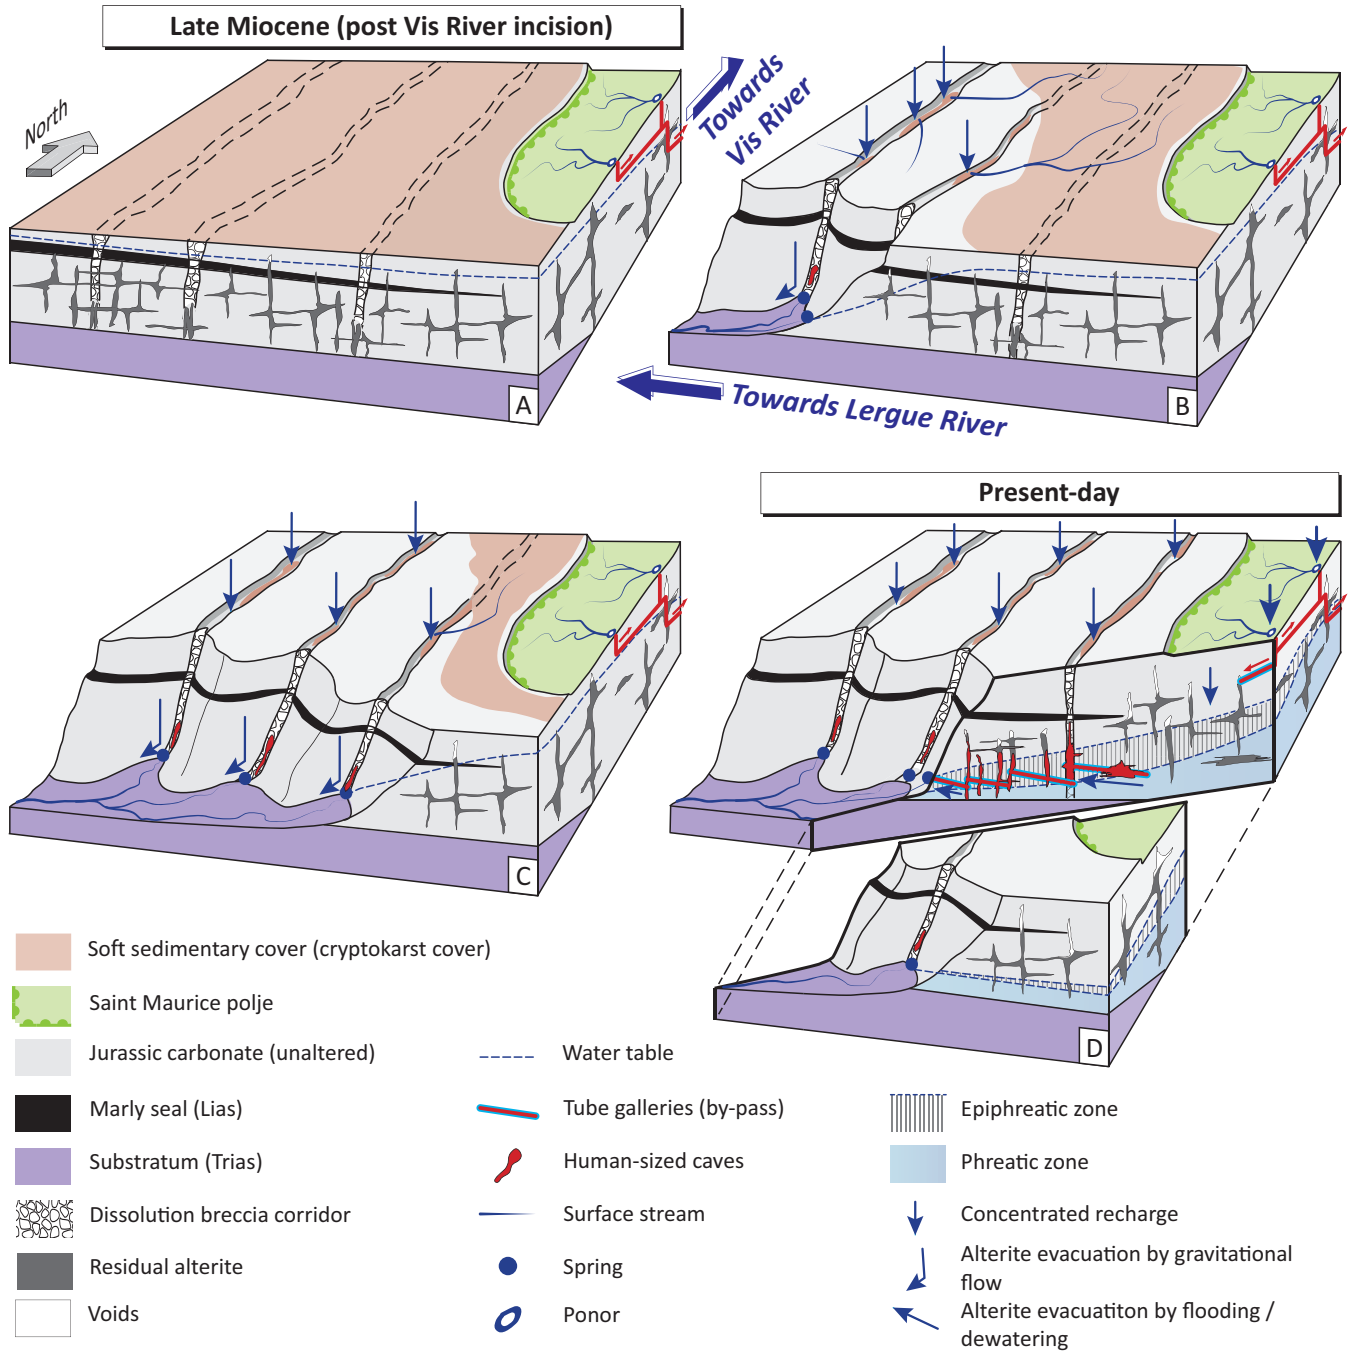 Late Miocene (post Vis River incision)
North
Towards
Vis River
A
B
Towards Lergue River
Present-day
C
D
Soft sedimentary cover (cryptokarst cover)
Saint Maurice polje
Jurassic carbonate (unaltered)
Marly seal (Lias)
Substratum (Trias)
Dissolution breccia corridor
Residual alterite
Voids
Water table
Tube galleries (by-pass)
Human-sized caves
Surface stream
Spring
Ponor
Epiphreatic zone
Phreatic zone
Concentrated recharge
Alterite evacuation by gravitational
flow
Alterite evacuatiton by flooding /
dewatering